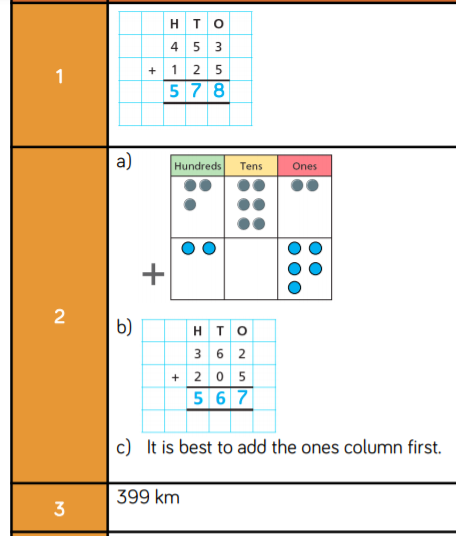 1
H T O
4 5 3
+ 1 2 5
5 7 8
2
a)
Hundreds Tens Ones
+
b)
H T O
3 6 2
+ 2 0 5
5 6 7
c) It is best to add the ones column first.
3
399 km